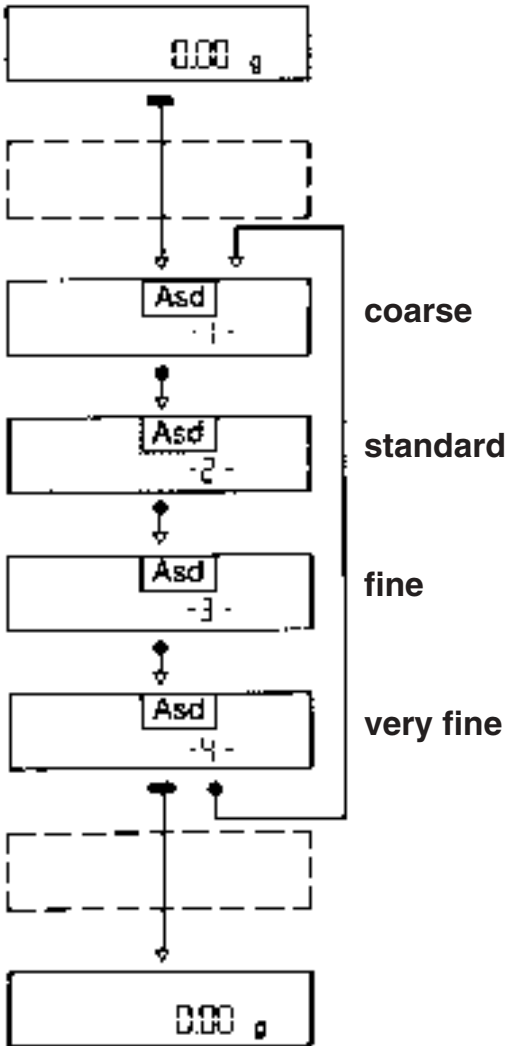 0.00 g
Asd
-1-
coarse
Asd
-2-
standard
Asd
-3-
fine
Asd
-4-
very fine
0.00 g